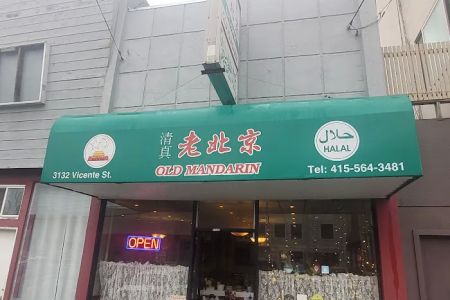 清真
老北京
OLD MANDARIN
حلال
HALAL
3132 Vicente St.
Tel: 415-564-3481
OPEN